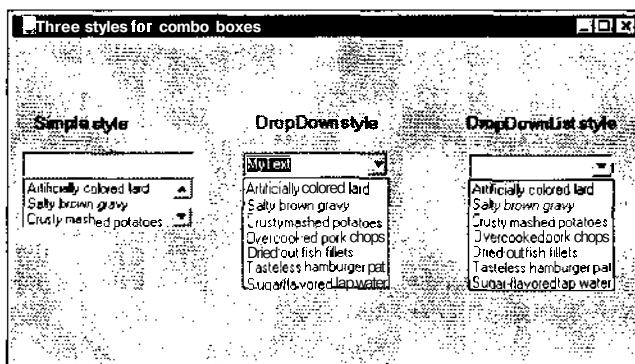 Three styles for combo boxes
Simple style
Artificially colored lard
Salty brown gravy
Crusty mashed potatoes
DropDown style
MyText
Artificially colored lard
Salty brown gravy
Crusty mashed potatoes
Overcooked pork chops
Dried out fish fillets
Tasteless hamburger pat
Sugar-flavored tap water
DropDownList style
Artificially colored lard
Salty brown gravy
Crusty mashed potatoes
Overcooked pork chops
Dried out fish fillets
Tasteless hamburger pat
Sugar-flavored tap water